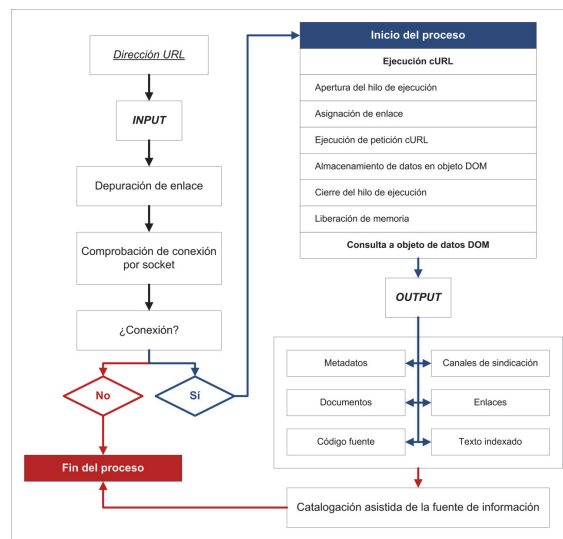 Dirección URL
INPUT
Depuración de enlace
Comprobación de conexión
por socket
¿Conexión?
No
Sí
Fin del proceso
Inicio del proceso
Ejecución cURL
Apertura del hilo de ejecución
Asignación de enlace
Ejecución de petición cURL
Almacenamiento de datos en objeto DOM
Cierre del hilo de ejecución
Liberación de memoria
Consulta a objeto de datos DOM
OUTPUT
Metadatos
Canales de sindicación
Documentos
Enlaces
Código fuente
Texto indexado
Catalogación asistida de la fuente de información